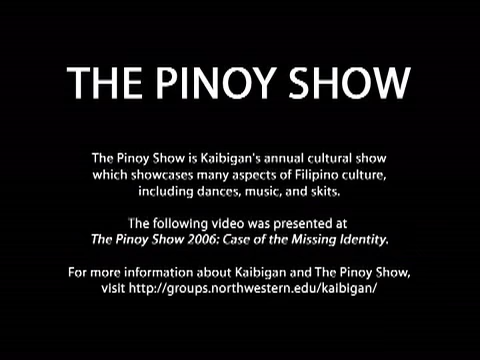 THE PINOY SHOW
The Pinoy Show is Kaibigan's annual cultural show
which showcases many aspects of Filipino culture,
including dances, music, and skits.
The following video was presented at
The Pinoy Show 2006: Case of the Missing Identity.
For more information about Kaibigan and The Pinoy Show,
visit http://groups.northwestern.edu/kaibigan/